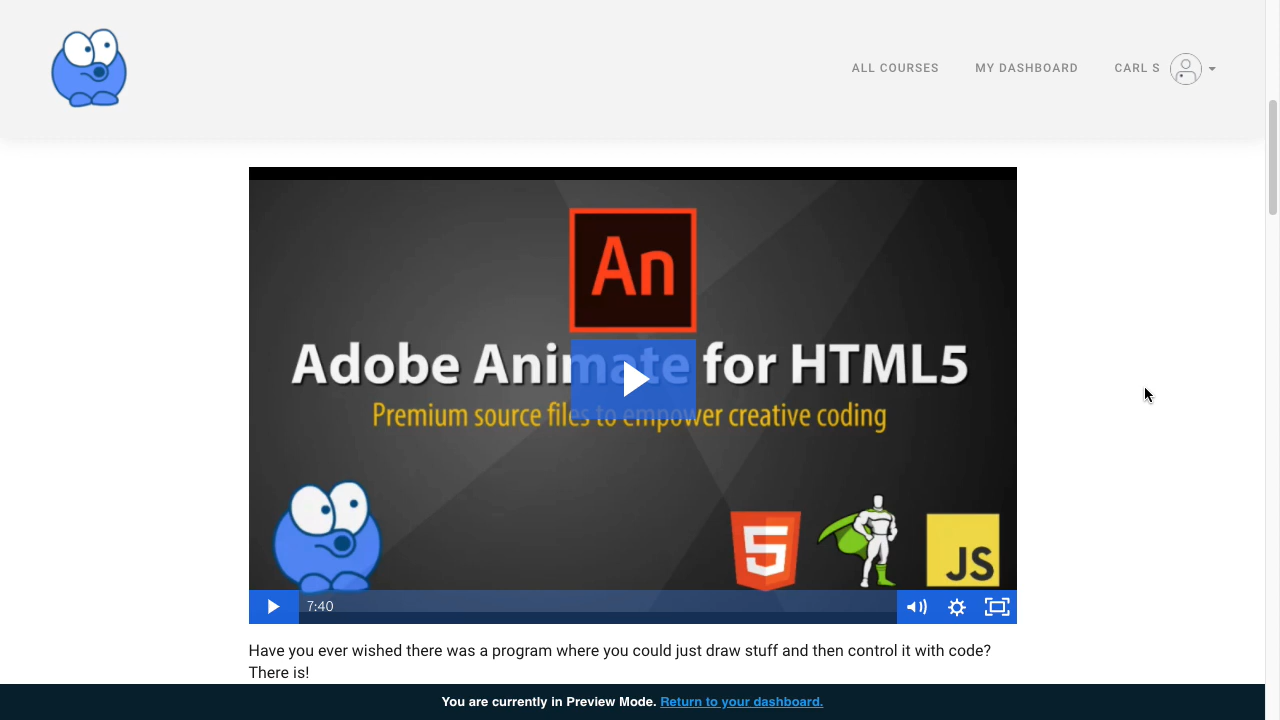 ALL COURSES MY DASHBOARD CARL S
An
Adobe Animate for HTML5
Premium source files to empower creative coding
5
JS
7:40
Have you ever wished there was a program where you could just draw stuff and then control it with code?
There is!
You are currently in Preview Mode. Return to your dashboard.